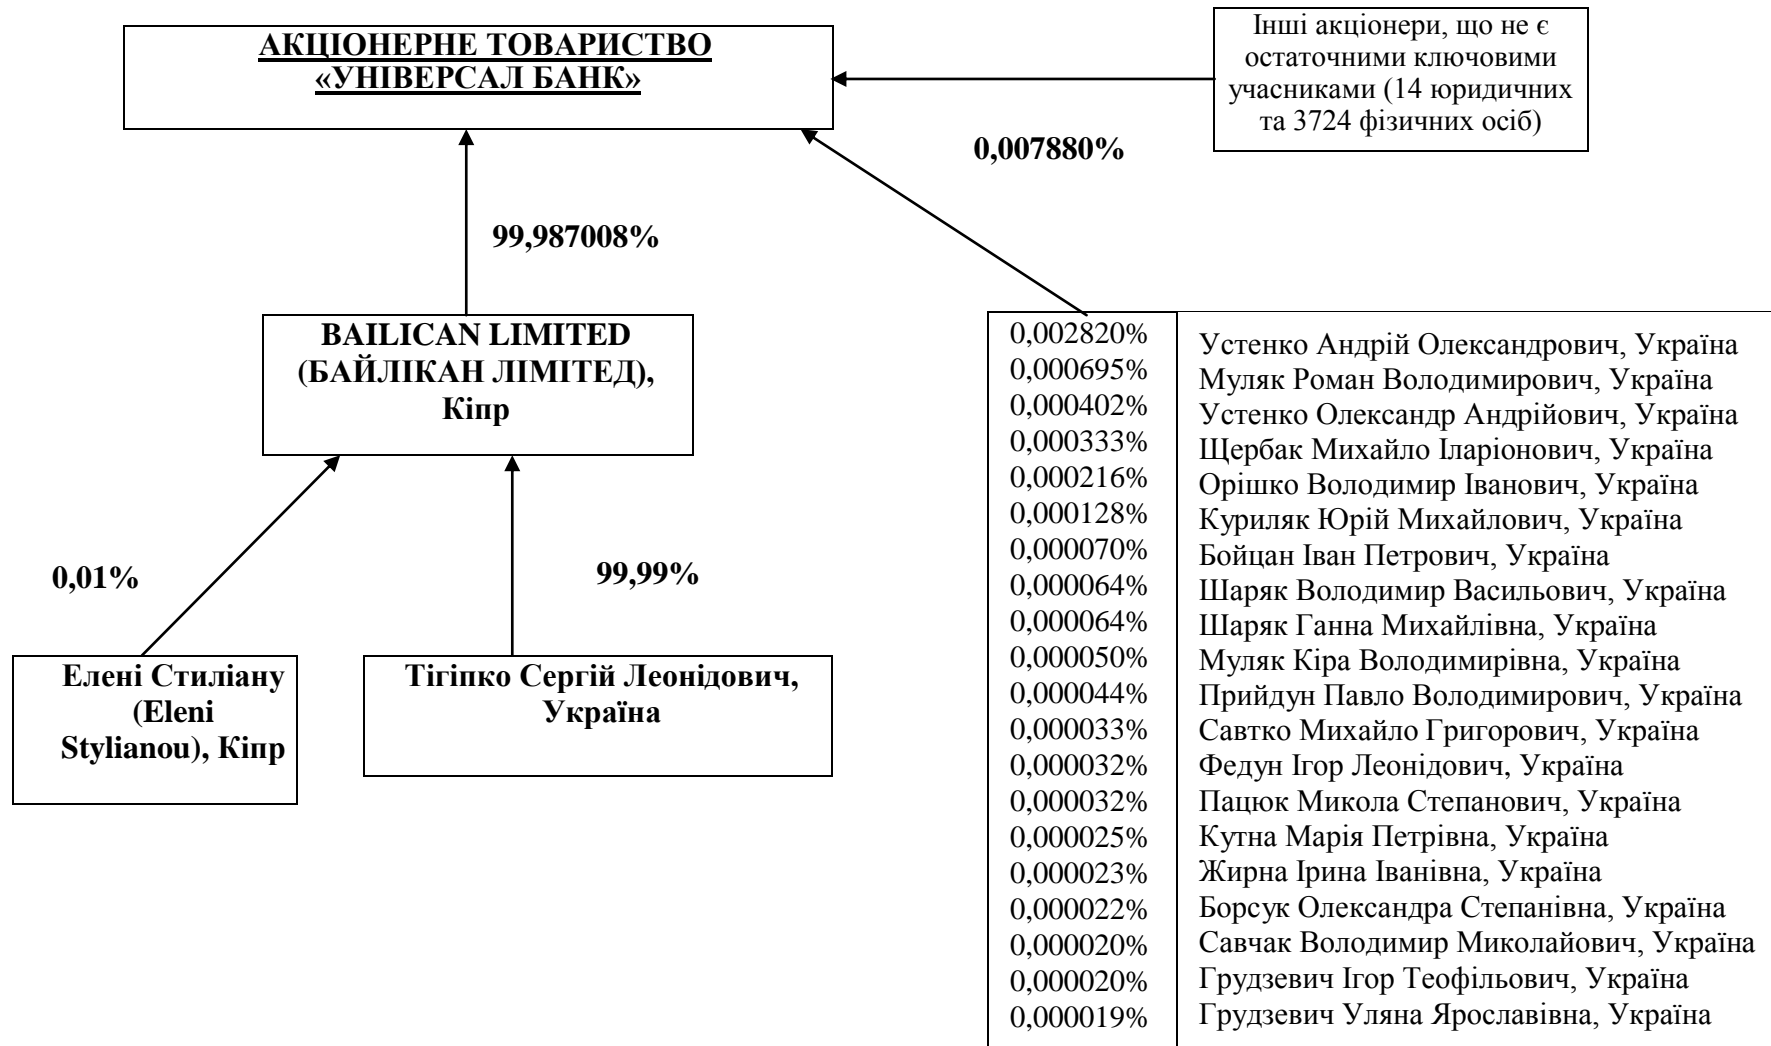 АКЦІОНЕРНЕ ТОВАРИСТВО
«УНІВЕРСАЛ БАНК»
Інші акціонери, що не є
остаточними ключовими
учасниками (14 юридичних
та 3724 фізичних осіб)
0,007880%
99,987008%
BAILICAN LIMITED
(БАЙЛІКАН ЛІМІТЕД),
Кіпр
0,01%
99,99%
Елені Стиліану
(Eleni
Stylianou), Кіпр
Тігіпко Сергій Леонідович,
Україна
0,002820% Устенко Андрій Олександрович, Україна
0,000695% Муляк Роман Володимирович, Україна
0,000402% Устенко Олександр Андрійович, Україна
0,000333% Щербак Михайло Іларіонович, Україна
0,000216% Орішко Володимир Іванович, Україна
0,000128% Куриляк Юрій Михайлович, Україна
0,000070% Бойцан Іван Петрович, Україна
0,000064% Шаряк Володимир Васильович, Україна
0,000064% Шаряк Ганна Михайлівна, Україна
0,000050% Муляк Кіра Володимирівна, Україна
0,000044% Прийдун Павло Володимирович, Україна
0,000033% Савтко Михайло Григорович, Україна
0,000032% Федун Ігор Леонідович, Україна
0,000032% Пацюк Микола Степанович, Україна
0,000025% Кутна Марія Петрівна, Україна
0,000023% Жирна Ірина Іванівна, Україна
0,000022% Борсук Олександра Степанівна, Україна
0,000020% Савчак Володимир Миколайович, Україна
0,000020% Грудзевич Ігор Теофільович, Україна
0,000019% Грудзевич Уляна Ярославівна, Україна